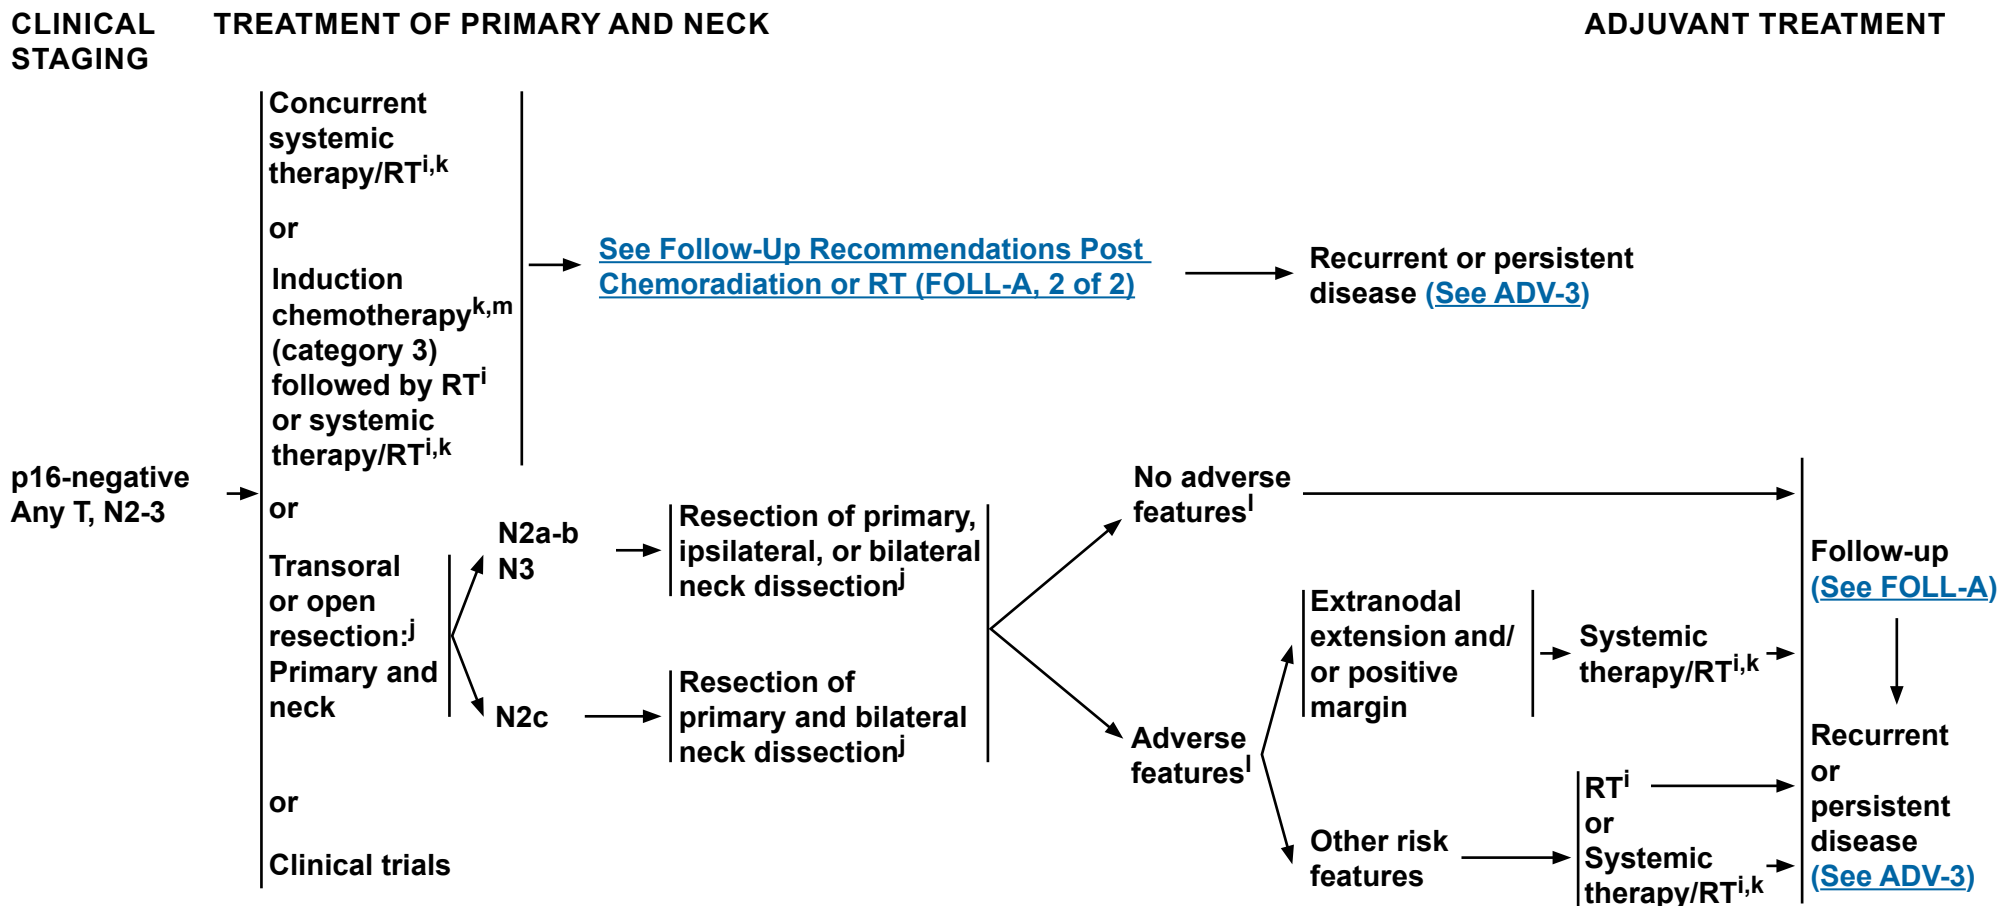 CLINICAL
STAGING
TREATMENT OF PRIMARY AND NECK
ADJUVANT TREATMENT
p16-negative
Any T, N2-3
Concurrent
systemic
therapy/RTi,k
or
Induction
chemotherapyk,m
(category 3)
followed by RTi
or systemic
therapy/RTi,k
or
Transoral
or open
resection:j
Primary and
neck
or
Clinical trials
See Follow-Up Recommendations Post
Chemoradiation or RT (FOLL-A, 2 of 2)
Recurrent or persistent
disease (See ADV-3)
N2a-b
N3
N2c
Resection of primary,
ipsilateral, or bilateral
neck dissectionj
Resection of
primary and bilateral
neck dissectionj
No adverse
featuresl
Adverse
featuresl
Extranodal
extension and/
or positive
margin
Other risk
features
Systemic
therapy/RTi,k
RTi
or
Systemic
therapy/RTi,k
Follow-up
(See FOLL-A)
Recurrent
or
persistent
disease
(See ADV-3)